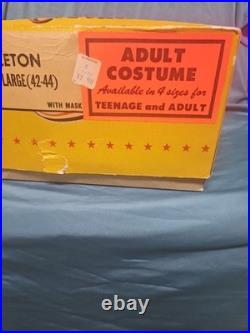 LETON
LARGE (42-44)
WITH MASK
ADULT
COSTUME
Available in 4 sizes for
TEENAGE and ADULT